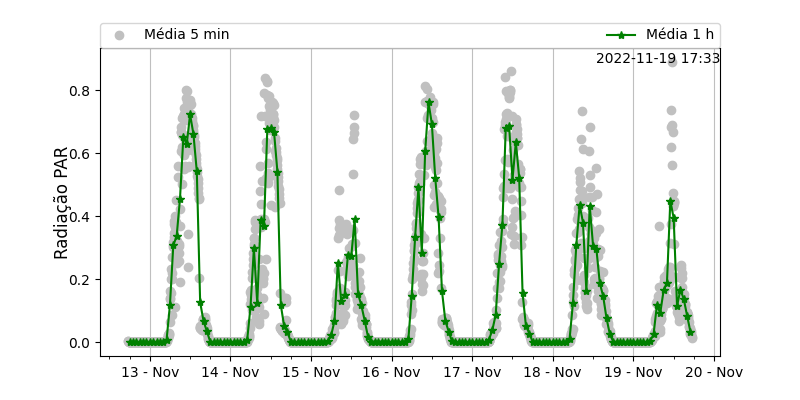 Média 5 min
Média 1 h
2022-11-19 17:33
Radiação PAR
0.8
0.6
0.4
0.2
0.0
13 - Nov
14 - Nov
15 - Nov
16 - Nov
17 - Nov
18 - Nov
19 - Nov
20 - Nov